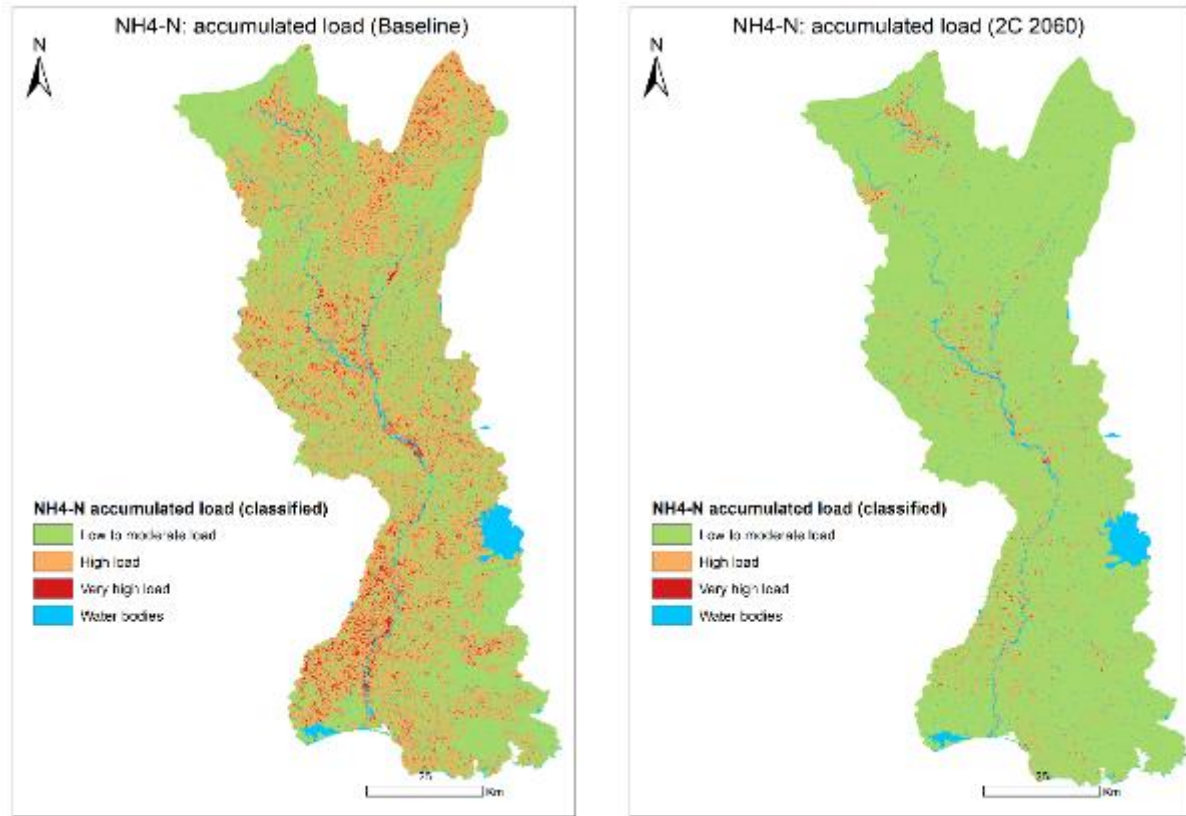 NH4-N: accumulated load (Baseline)
N
NH4-N accumulated load (classified)
Low to moderate load
High load
Very high load
Water bodies
25
Km
NH4-N: accumulated load (2C 2060)
N
NH4-N accumulated load (classified)
Low to moderate load
High load
Very high load
Water bodies
25
Km